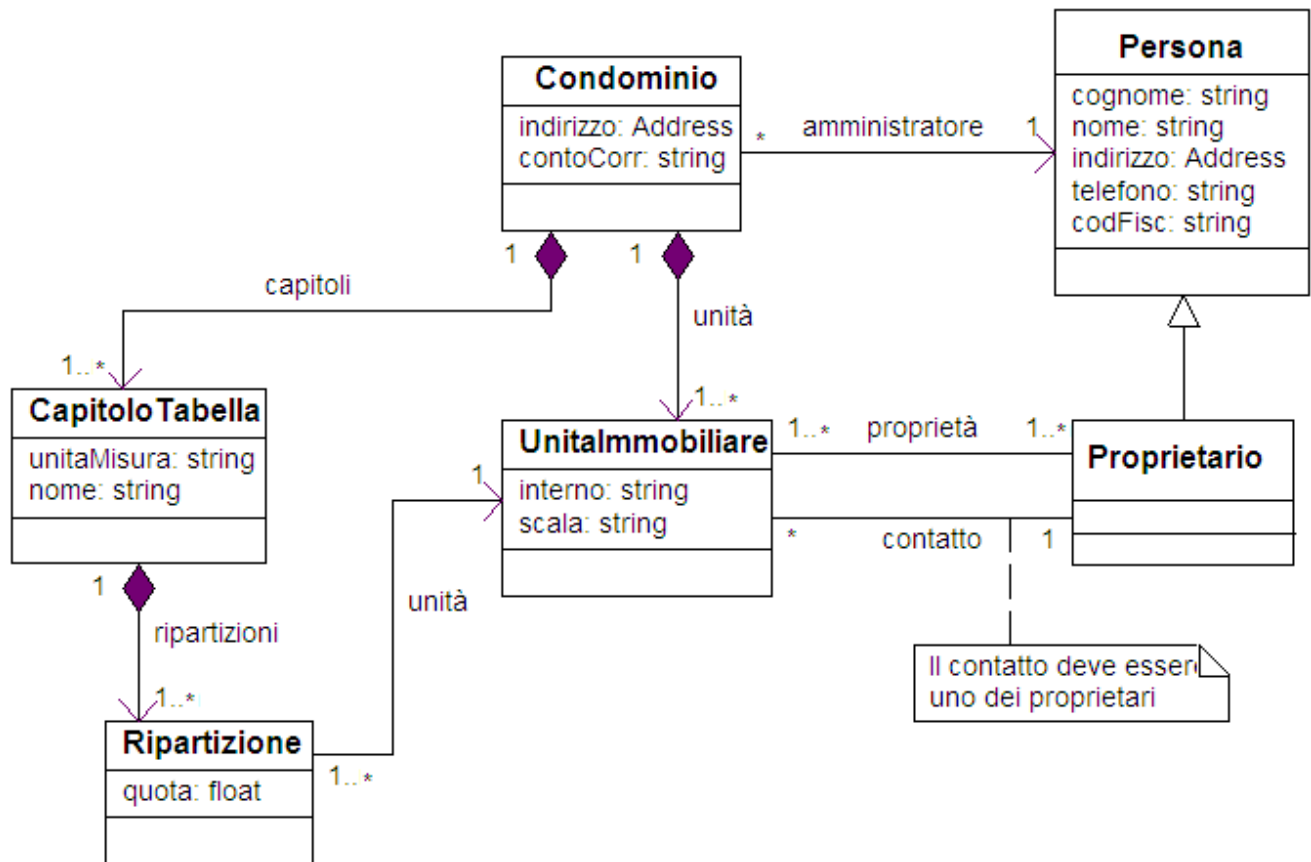 Persona
cognome: string
nome: string
indirizzo: Address
telefono: string
codFisc: string
Condominio
indirizzo: Address
contoCorr: string
* amministratore 1
1 1
capitoli
unità
1..*
1..*
CapitoloTabella
unitaMisura: string
nome: string
UnitaImmobiliare
interno: string
scala: string
1..* proprietà 1..*
Proprietario
* contatto 1
1
1
unità
ripartizioni
Il contatto deve essere
uno dei proprietari
1..*
Ripartizione
quota: float
1..*